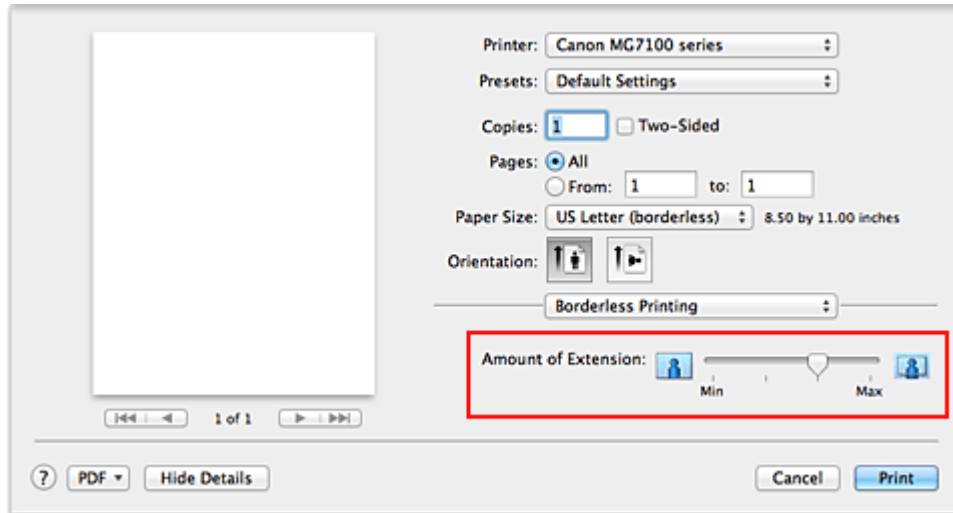 Printer: Canon MG7100 series
Presets: Default Settings
Copies: 1 Two-Sided
Pages: All
From: 1 to: 1
Paper Size: US Letter (borderless) 8.50 by 11.00 inches
Orientation:
Borderless Printing
Amount of Extension:
Min Max
1 of 1
? PDF Hide Details Cancel Print